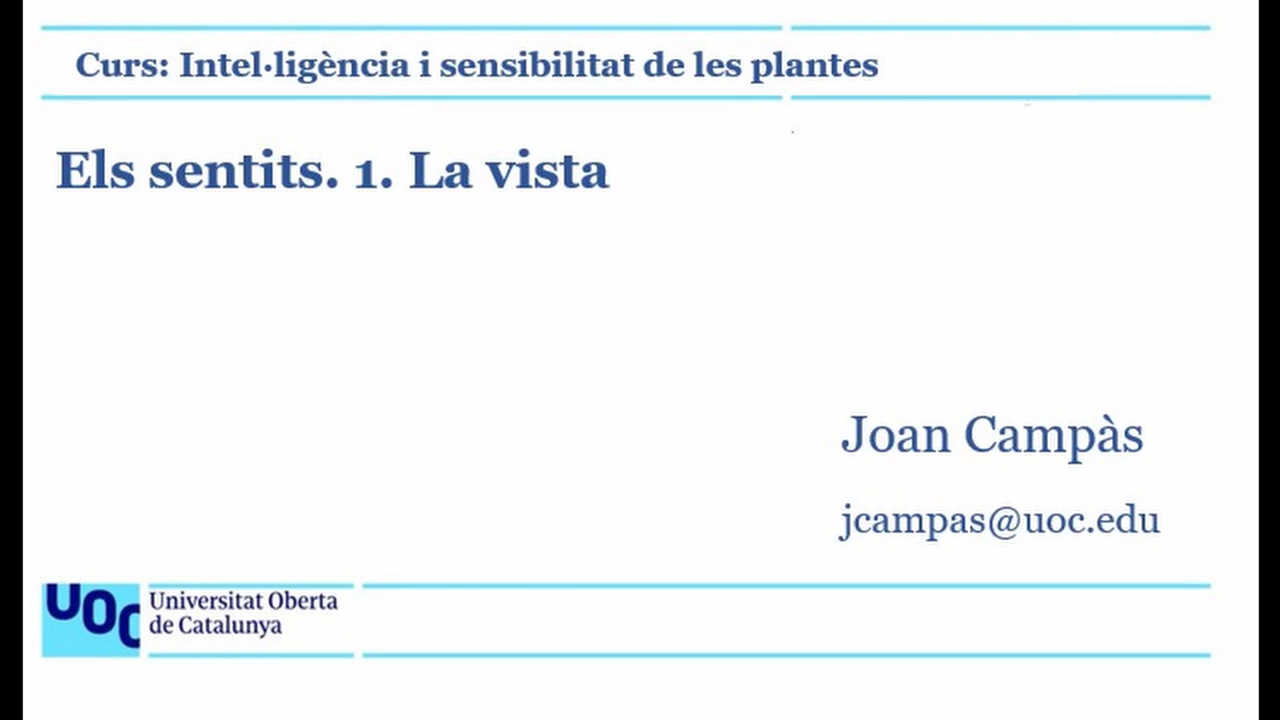 Curs: Intel·ligència i sensibilitat de les plantes
Els sentits. 1. La vista
Joan Campàs
jcampas@uoc.edu
UOC
Universitat Oberta
de Catalunya